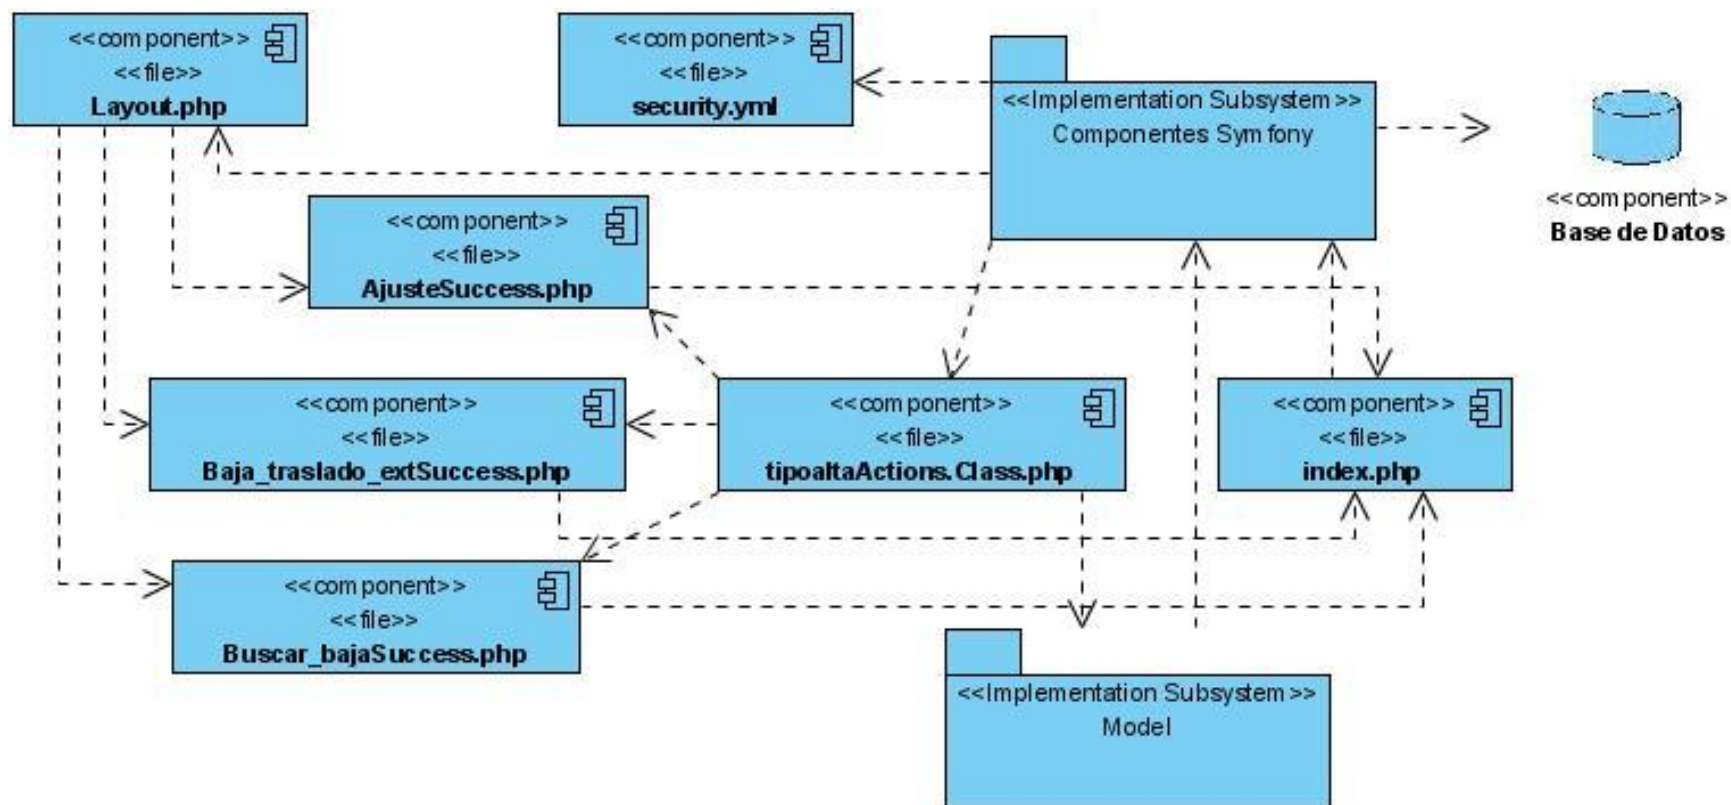 <<component>>
<<file>>
Layout.php
<<component>>
<<file>>
security.yml
<<Implementation Subsystem>>
Componentes Symfony
<<component>>
Base de Datos
<<component>>
<<file>>
AjusteSuccess.php
<<component>>
<<file>>
Baja_traslado_extSuccess.php
<<component>>
<<file>>
tipoaltaActions.Class.php
<<component>>
<<file>>
index.php
<<component>>
<<file>>
Buscar_bajaSuccess.php
<<Implementation Subsystem>>
Model